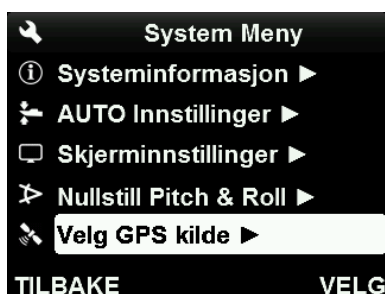 System Meny
Systeminformasjon ►
AUTO Innstillinger ►
Skjerminnstillinger ►
Nullstill Pitch & Roll ►
Velg GPS kilde ►
TILBAKE VELG